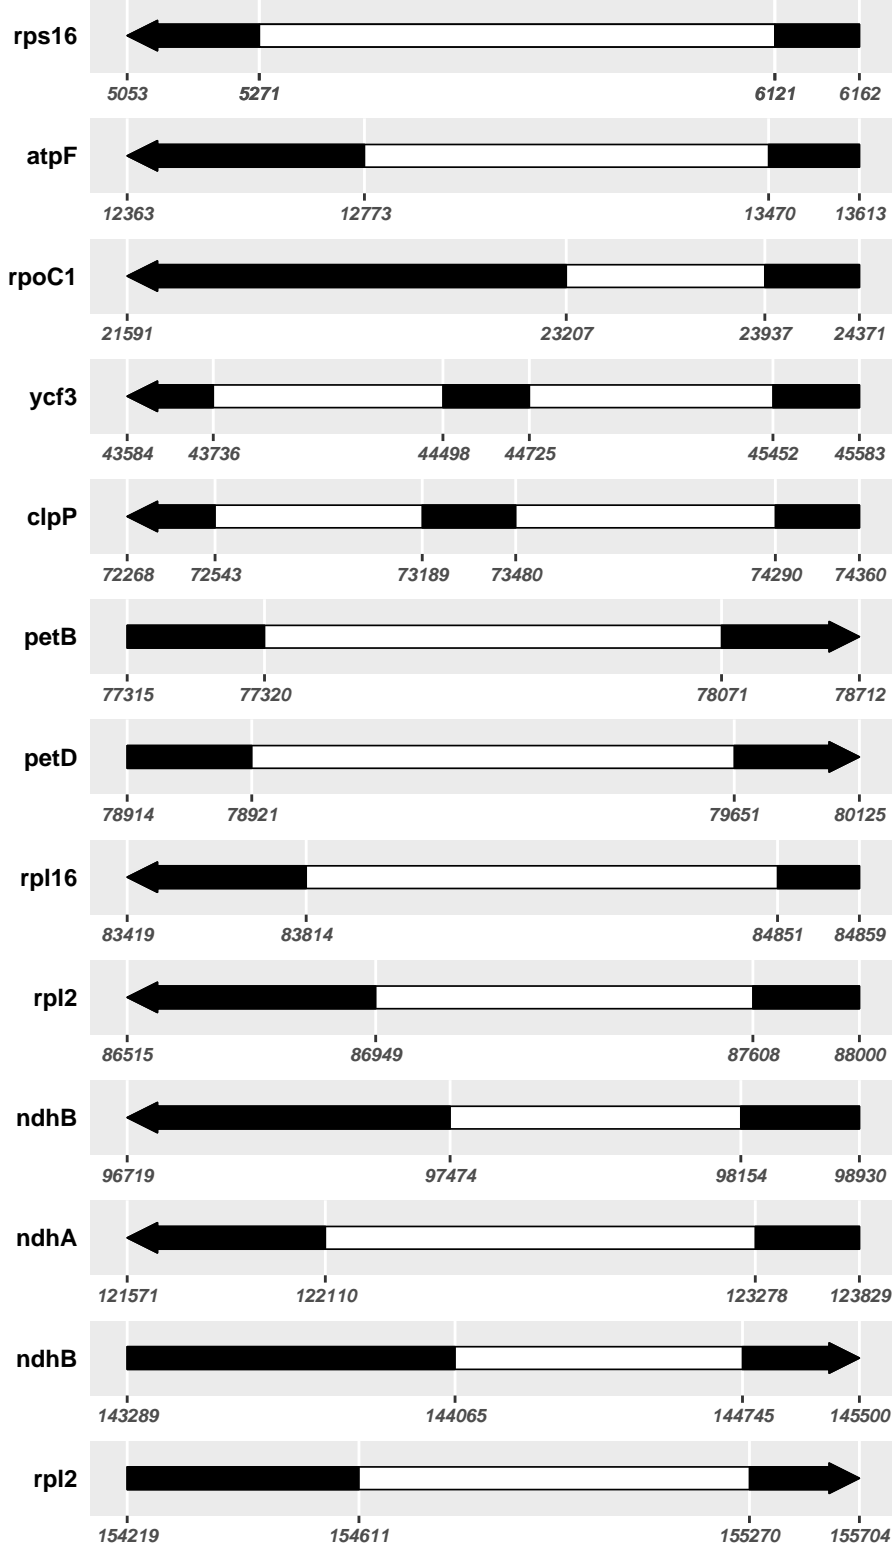 rps16
5053 5271 6121 6162
atpF
12363 12773 13470 13613
rpoC1
21591 23207 23937 24371
ycf3
43584 43736 44498 44725 45452 45583
clpP
72268 72543 73189 73480 74290 74360
petB
77315 77320 78071 78712
petD
78914 78921 79651 80125
rpl16
83419 83814 84851 84859
rpl2
86515 86949 87608 88000
ndhB
96719 97474 98154 98930
ndhA
121571 122110 123278 123829
ndhB
143289 144065 144745 145500
rpl2
154219 154611 155270 155704